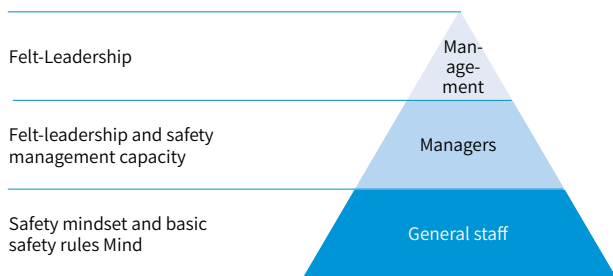 Felt-Leadership
Man-
age-
ment
Felt-leadership and safety
management capacity
Managers
Safety mindset and basic
safety rules Mind
General staff